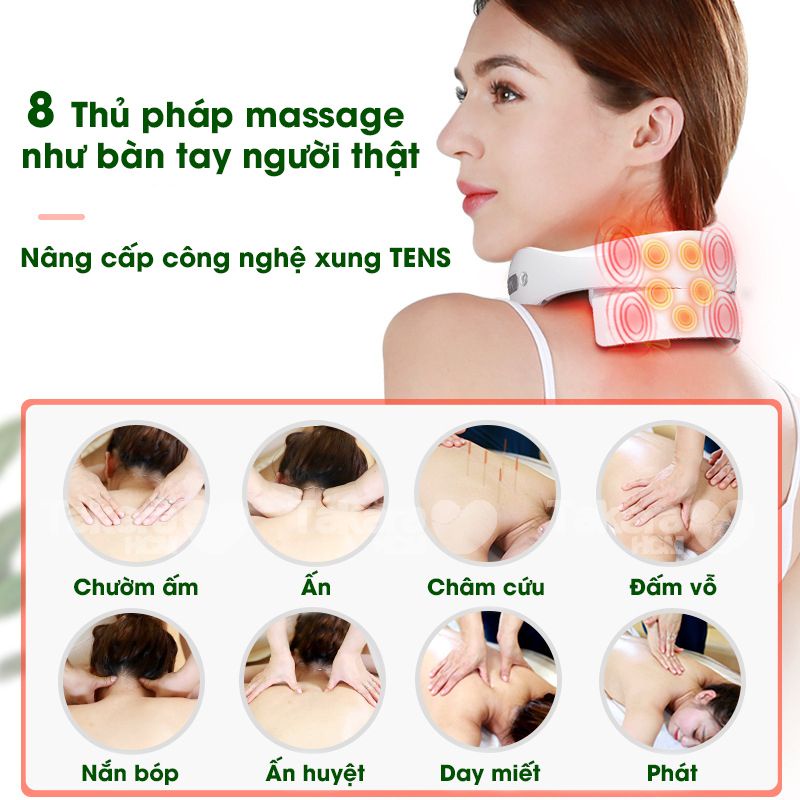 8 Thủ pháp massage
như bàn tay người thật
Nâng cấp công nghệ xung TENS
Chườm ấm
Ấn
Châm cứu
Đấm vỗ
Nắn bóp
Ấn huyệt
Day miết
Phát